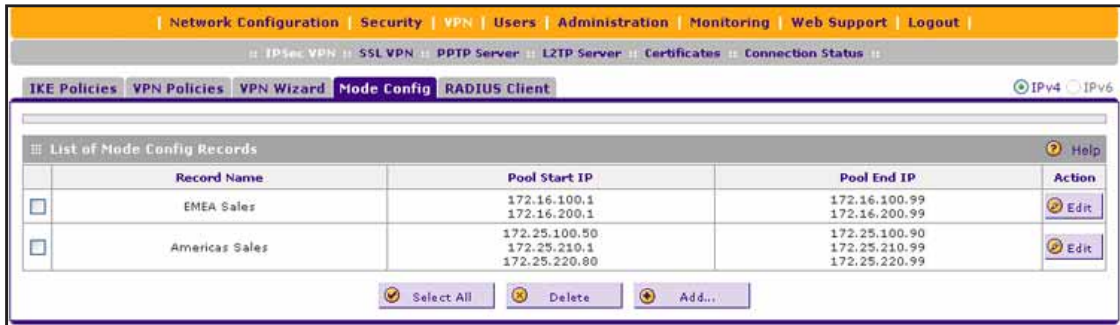 | Network Configuration | Security | VPN | Users | Administration | Monitoring | Web Support | Logout |
:: IPSec VPN :: SSL VPN :: PPTP Server :: L2TP Server :: Certificates :: Connection Status ::
IKE Policies VPN Policies VPN Wizard Mode Config RADIUS Client IPv4 IPv6
List of Mode Config Records Help
Record Name Pool Start IP Pool End IP Action
EMEA Sales 172.16.100.1 172.16.100.99 Edit
172.16.200.1 172.16.200.99
Americas Sales 172.25.100.50 172.25.100.90 Edit
172.25.210.1 172.25.210.99
172.25.220.80 172.25.220.99
Select All Delete Add...